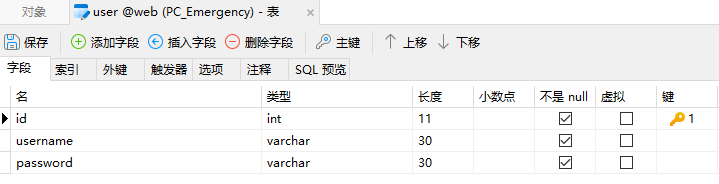 对象 user @web (PC_Emergency) - 表 ×
保存 添加字段 插入字段 删除字段 主键 上移 下移
字段 索引 外键 触发器 选项 注释 SQL 预览
名 类型 长度 小数点 不是 null 虚拟 键
id int 11 1
username varchar 30
password varchar 30